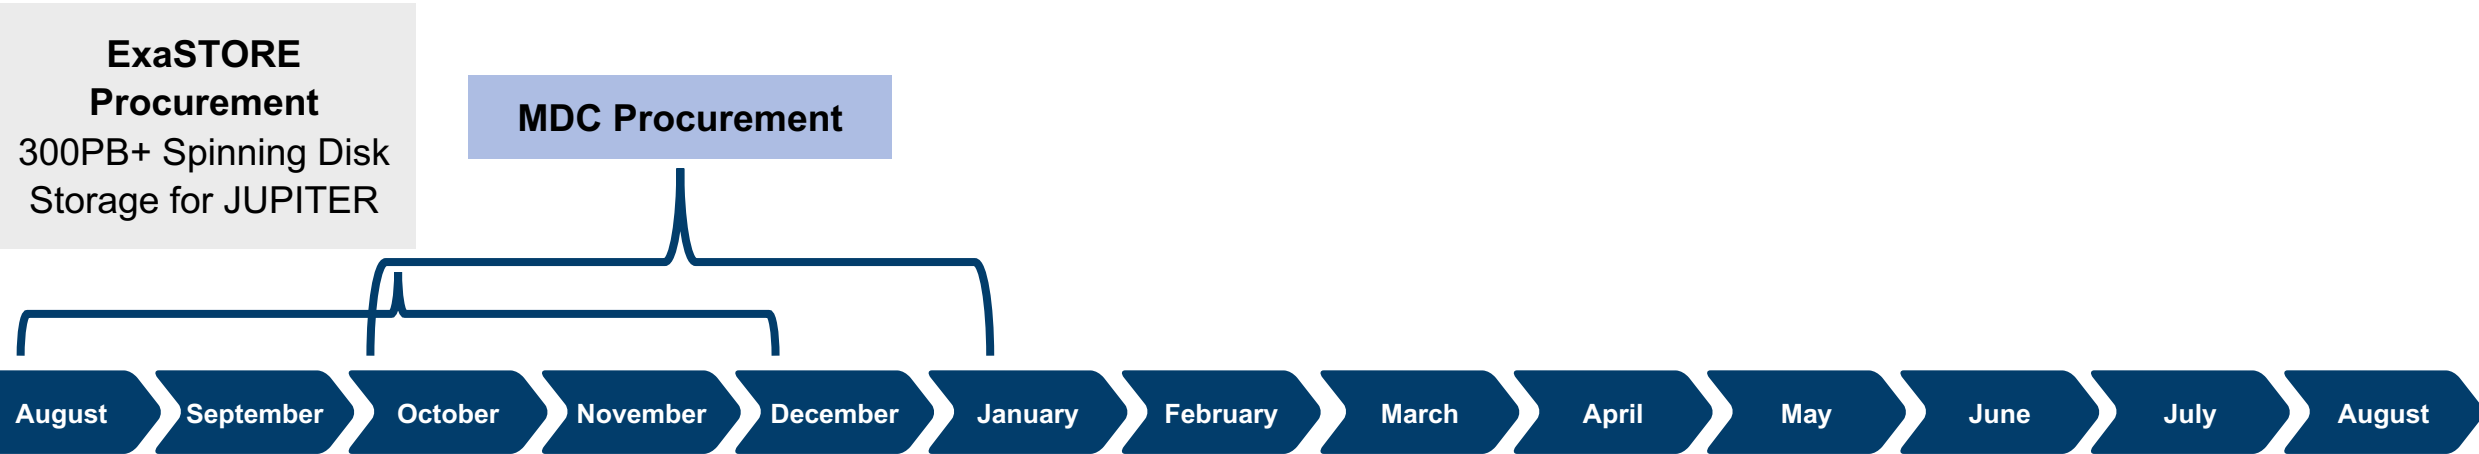 ExaSTORE
Procurement
300PB+ Spinning Disk
Storage for JUPITER
MDC Procurement
August
September
October
November
December
January
February
March
April
May
June
July
August